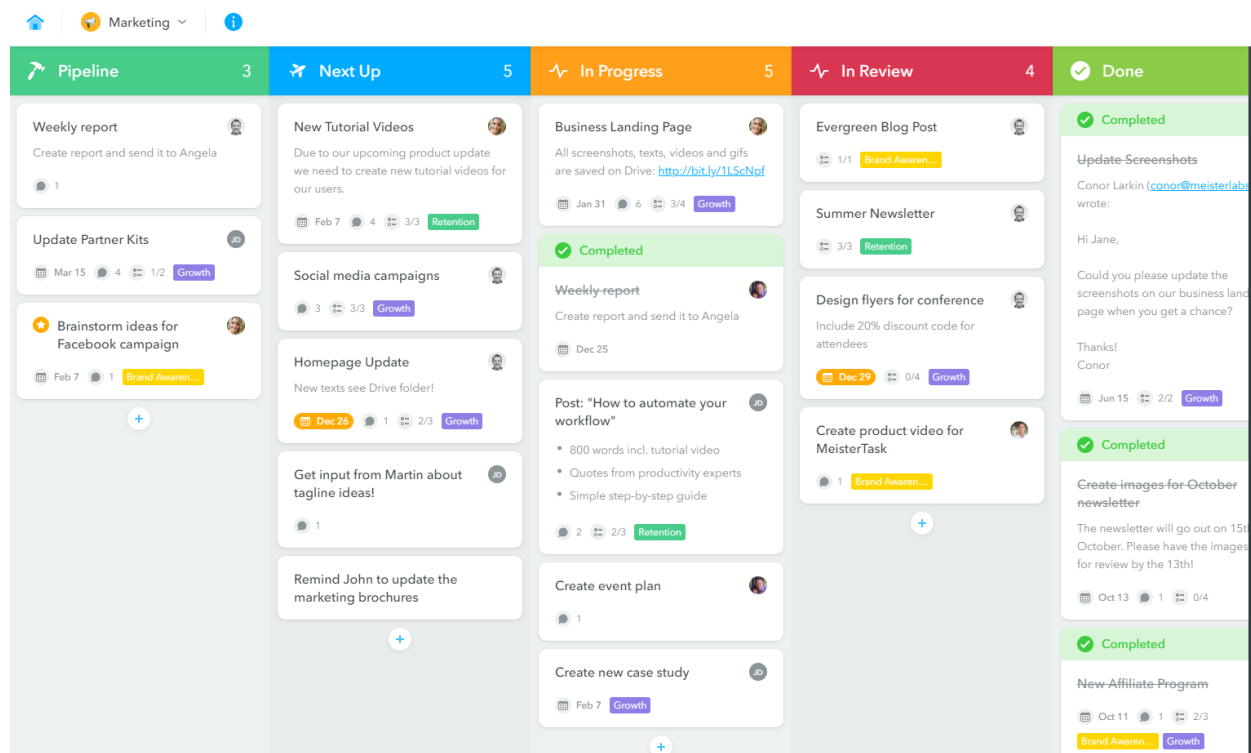 Marketing
Pipeline 3
Weekly report
Create report and send it to Angela
1
Update Partner Kits
JD
Mar 15 4 1/2 Growth
Brainstorm ideas for
Facebook campaign
Feb 7 1 Brand Awaren...
+
Next Up 5
New Tutorial Videos
Due to our upcoming product update
we need to create new tutorial videos for
our users.
Feb 7 4 3/3 Retention
Social media campaigns
3 3/3 Growth
Homepage Update
New texts see Drive folder!
Dec 26 1 2/3 Growth
Get input from Martin about
tagline ideas!
JD
1
Remind John to update the
marketing brochures
+
In Progress 5
Business Landing Page
All screenshots, texts, videos and gifs
are saved on Drive: http://bit.ly/1LScNpf
Jan 31 6 3/4 Growth
Completed
Weekly report
Create report and send it to Angela
Dec 25
Post: "How to automate your
workflow"
JD
• 800 words incl. tutorial video
• Quotes from productivity experts
• Simple step-by-step guide
2 2/3 Retention
Create event plan
1
Create new case study
JD
Feb 7 Growth
+
In Review 4
Evergreen Blog Post
1/1 Brand Awaren...
Summer Newsletter
3/3 Retention
Design flyers for conference
Include 20% discount code for
attendees
Dec 29 0/4 Growth
Create product video for
MeisterTask
1 Brand Awaren...
+
Done
Completed
Update Screenshots
Conor Larkin (conor@meisterlabs
wrote:
Hi Jane,
Could you please update the
screenshots on our business land
page when you get a chance?
Thanks!
Conor
Jun 15 2/2 Growth
Completed
Create images for October
newsletter
The newsletter will go out on 15t
October. Please have the images
for review by the 13th!
Oct 13 1 0/4
Completed
New Affiliate Program
Oct 11 1 2/3
Brand Awaren... Growth